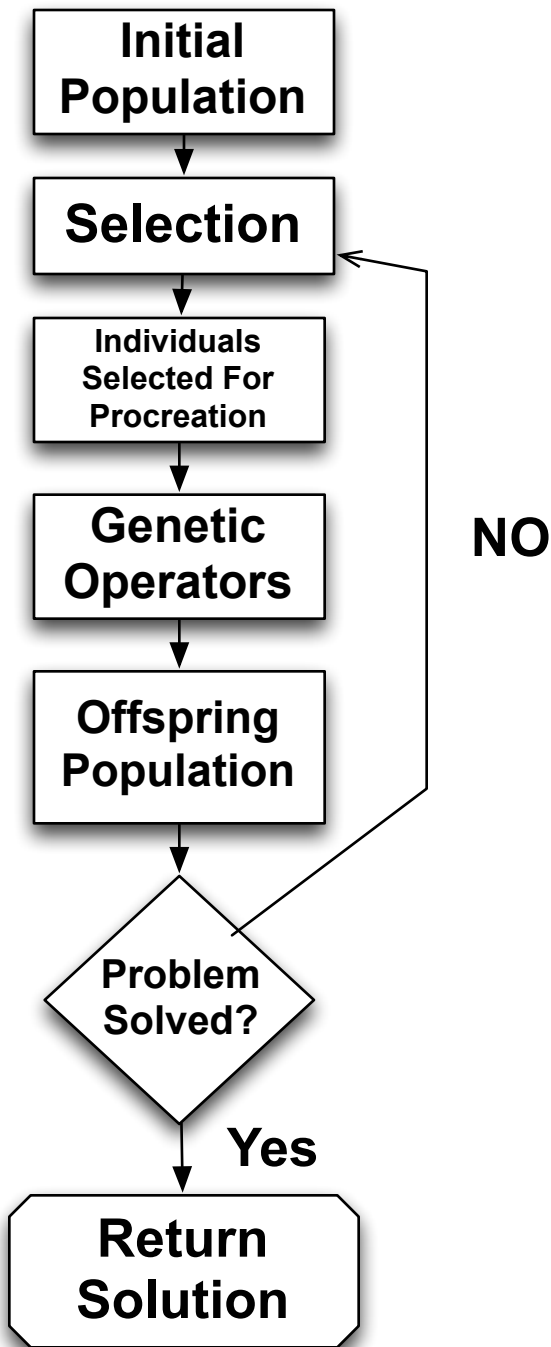 Initial
Population
Selection
Individuals
Selected For
Procreation
Genetic
Operators
NO
Offspring
Population
Problem
Solved?
Yes
Return
Solution